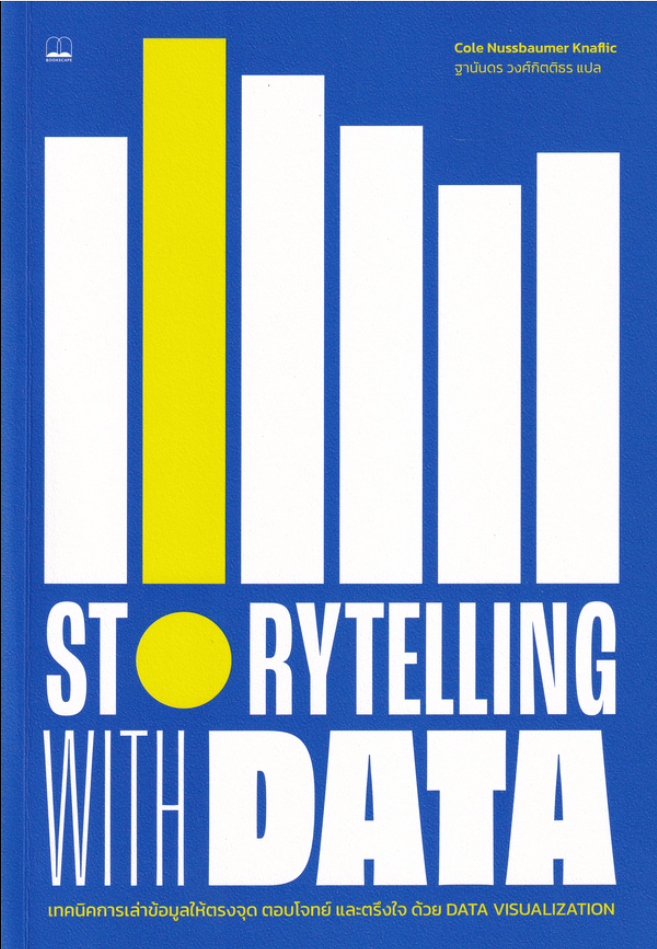 BOOKSCAPE
Cole Nussbaumer Knaflic
ฐานันดร วงศ์กิตติธร แปล
STORYTELLING
WITH DATA
เทคนิคการเล่าข้อมูลให้ตรงจุด ตอบโจทย์ และตรึงใจ ด้วย DATA VISUALIZATION